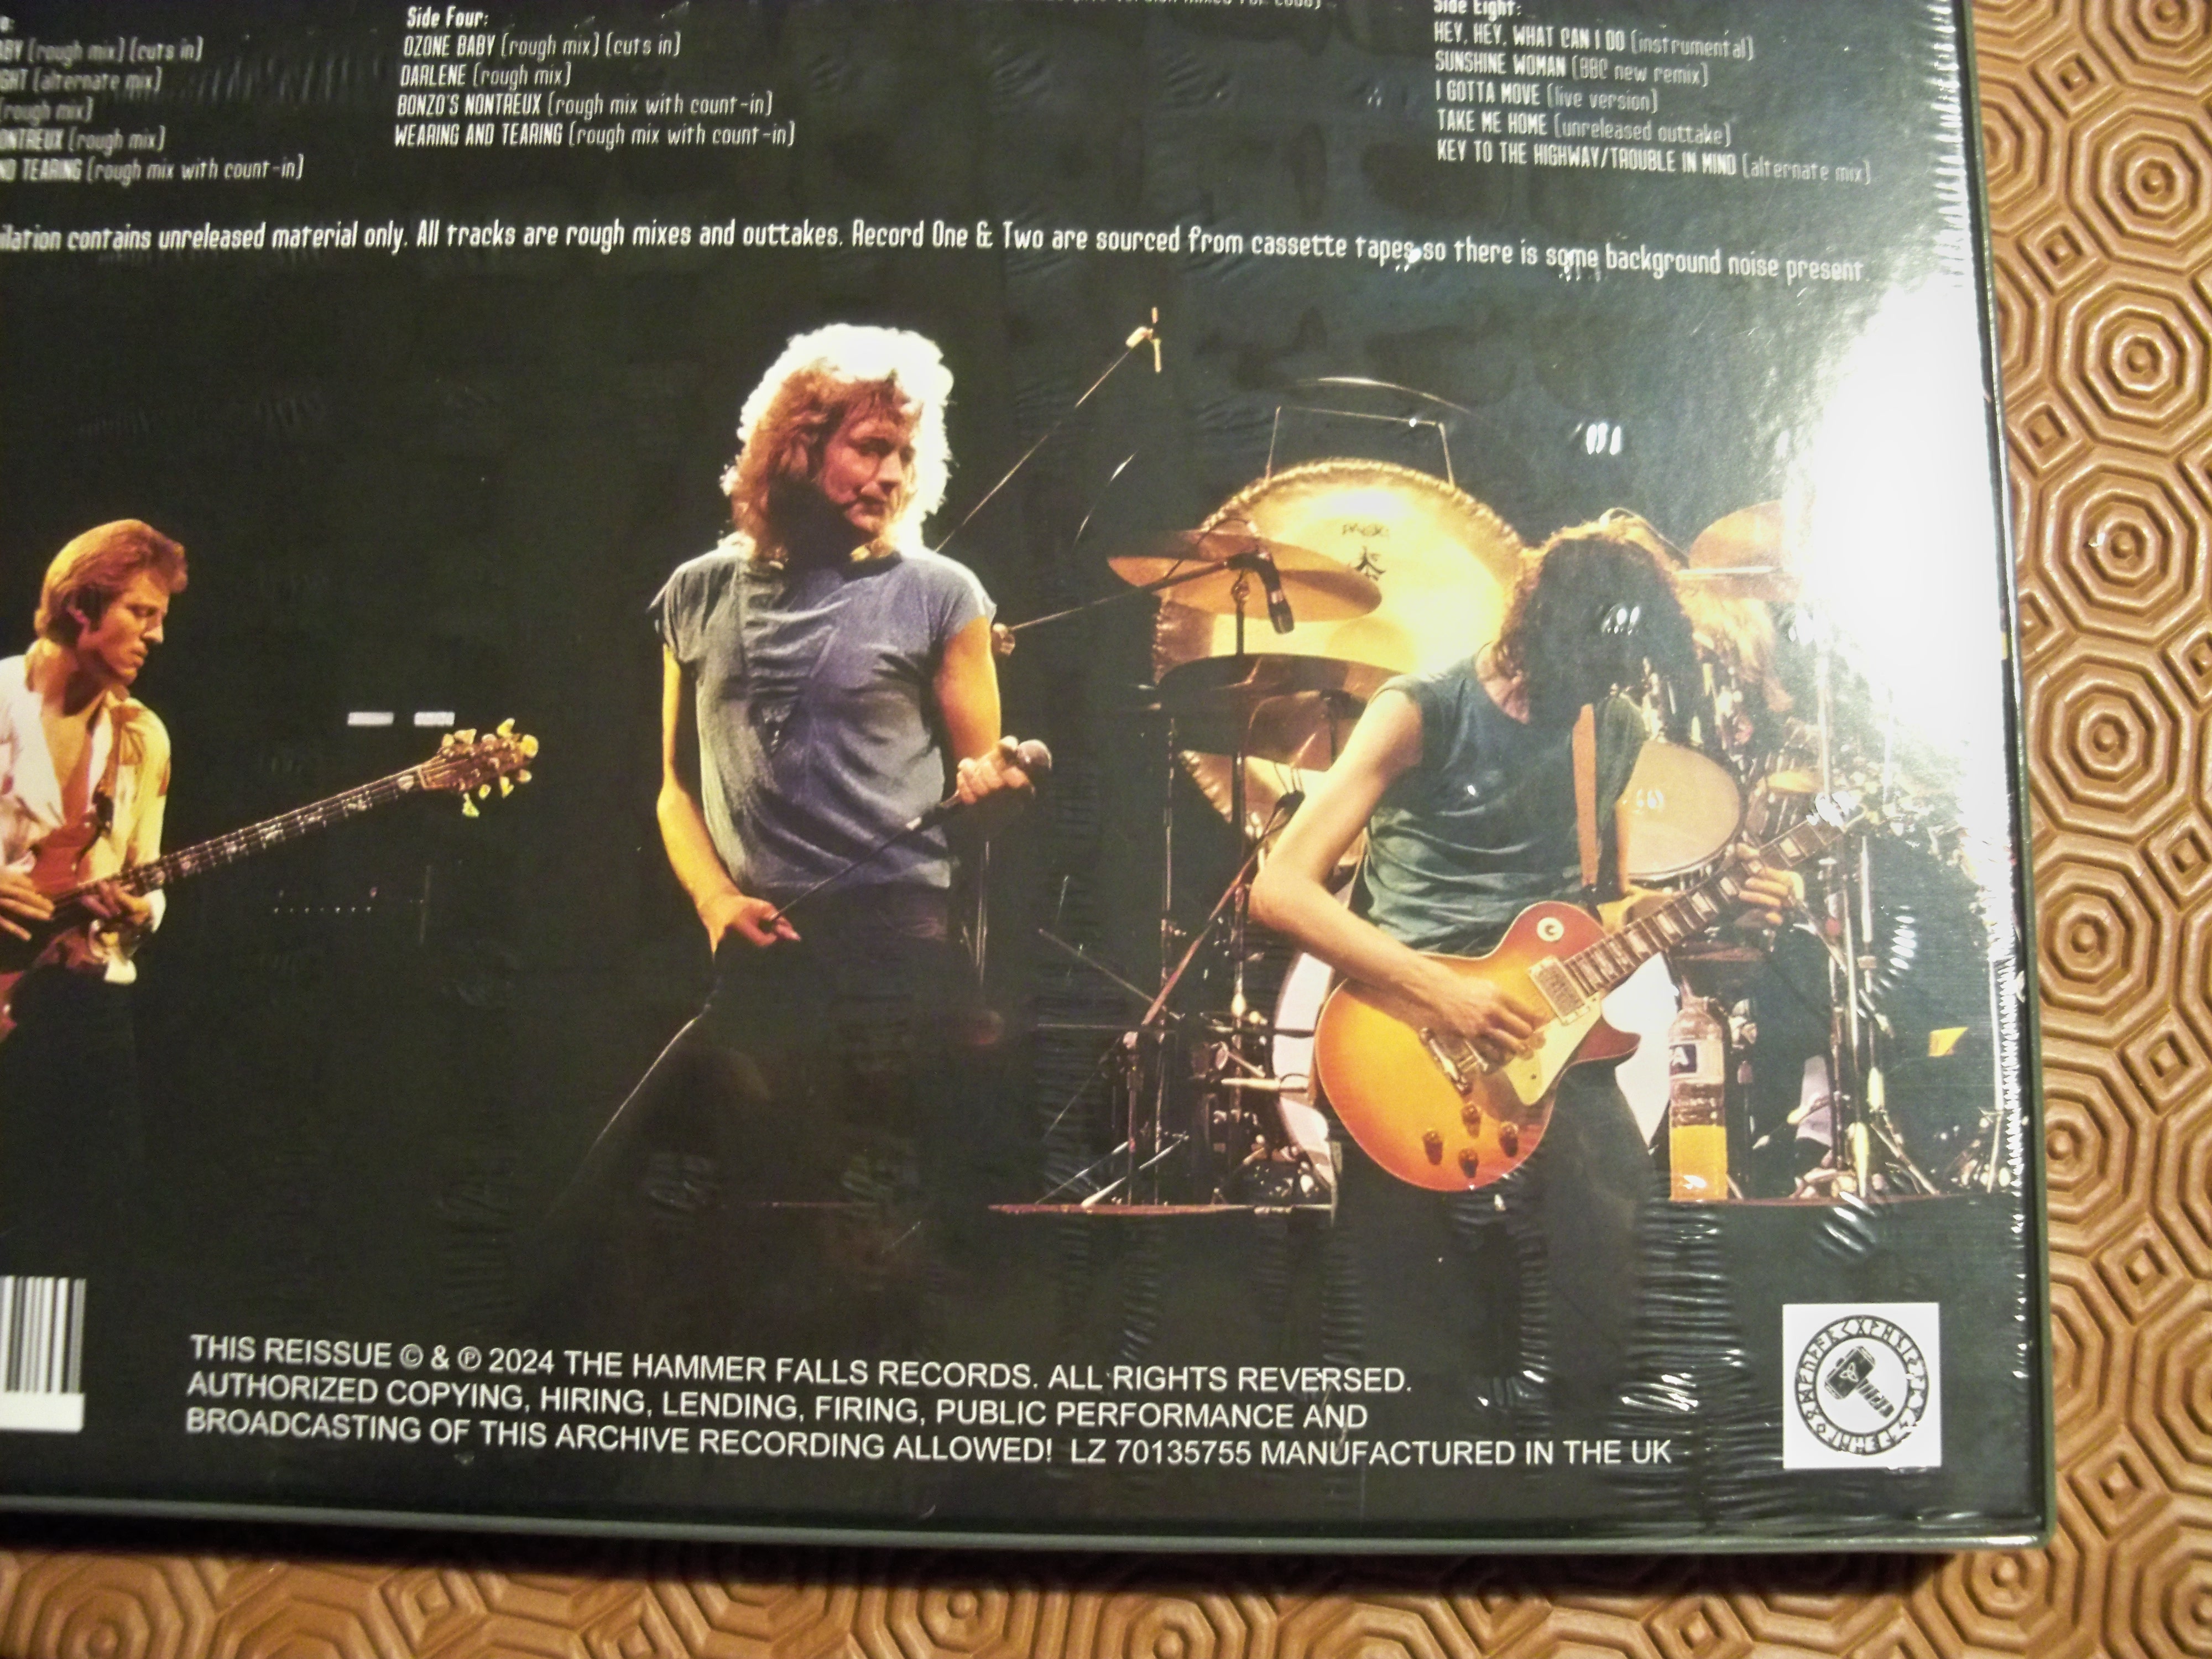 Side Four:
OZONE BABY (rough mix) (cuts in)
DARLENE (rough mix)
BONZO'S NONTREUX (rough mix with count-in)
WEARING AND TEARING (rough mix with count-in)
(rough mix) (cuts in)
(alternate mix)
(rough mix)
(rough mix)
TEARING (rough mix with count-in)
Side Eight:
HEY, HEY, WHAT CAN I DO (instrumental)
SUNSHINE WOMAN (BBC new remix)
I GOTTA MOVE (live version)
TAKE ME HOME (unreleased outtake)
KEY TO THE HIGHWAY/TROUBLE IN MIND (alternate mix)
contains unreleased material only. All tracks are rough mixes and outtakes. Record One & Two are sourced from cassette tapes so there is some background noise present.
THIS REISSUE © & ℗ 2024 THE HAMMER FALLS RECORDS. ALL RIGHTS REVERSED.
AUTHORIZED COPYING, HIRING, LENDING, FIRING, PUBLIC PERFORMANCE AND
BROADCASTING OF THIS ARCHIVE RECORDING ALLOWED! LZ 70135755 MANUFACTURED IN THE UK